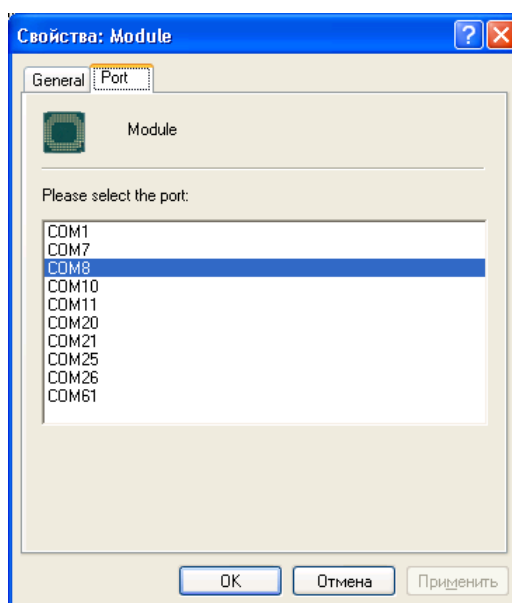 Свойства: Module
?
General Port
Module
Please select the port:
COM1
COM7
COM8
COM10
COM11
COM20
COM21
COM25
COM26
COM61
OK Отмена Применить